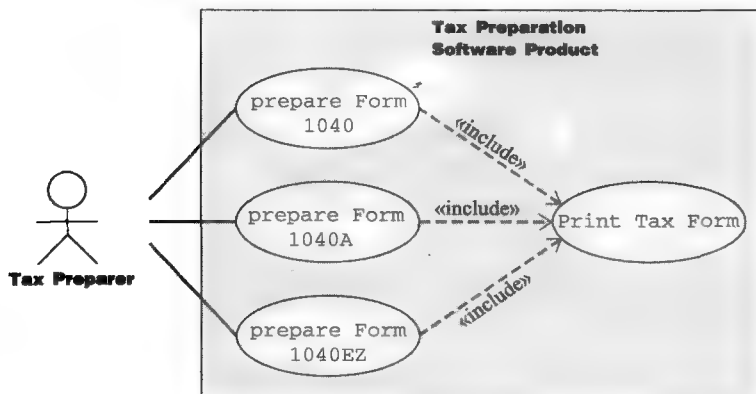 Tax Preparation
Software Product
prepare Form
1040
«include»
prepare Form
1040A
«include»
Print Tax Form
Tax Preparer
prepare Form
1040EZ
«include»